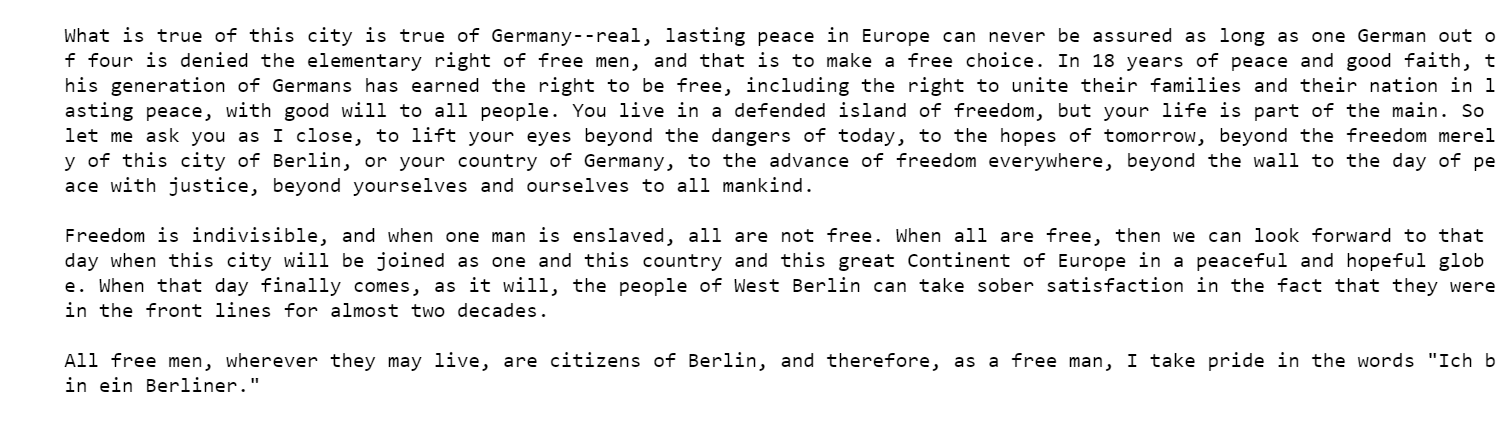 What is true of this city is true of Germany--real, lasting peace in Europe can never be assured as long as one German out o
f four is denied the elementary right of free men, and that is to make a free choice. In 18 years of peace and good faith, t
his generation of Germans has earned the right to be free, including the right to unite their families and their nation in l
asting peace, with good will to all people. You live in a defended island of freedom, but your life is part of the main. So
let me ask you as I close, to lift your eyes beyond the dangers of today, to the hopes of tomorrow, beyond the freedom merel
y of this city of Berlin, or your country of Germany, to the advance of freedom everywhere, beyond the wall to the day of pe
ace with justice, beyond yourselves and ourselves to all mankind.

Freedom is indivisible, and when one man is enslaved, all are not free. When all are free, then we can look forward to that
day when this city will be joined as one and this country and this great Continent of Europe in a peaceful and hopeful glob
e. When that day finally comes, as it will, the people of West Berlin can take sober satisfaction in the fact that they were
in the front lines for almost two decades.

All free men, wherever they may live, are citizens of Berlin, and therefore, as a free man, I take pride in the words "Ich b
in ein Berliner."